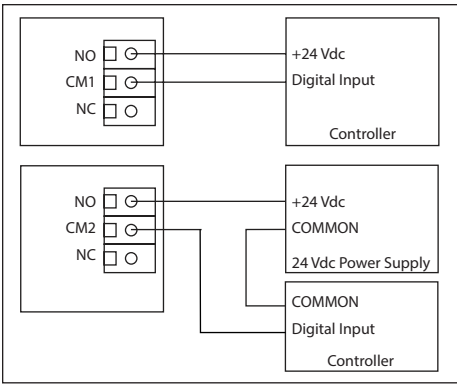 NO
CM1
NC
+24 Vdc
Digital Input
Controller
NO
CM2
NC
+24 Vdc
COMMON
24 Vdc Power Supply
COMMON
Digital Input
Controller